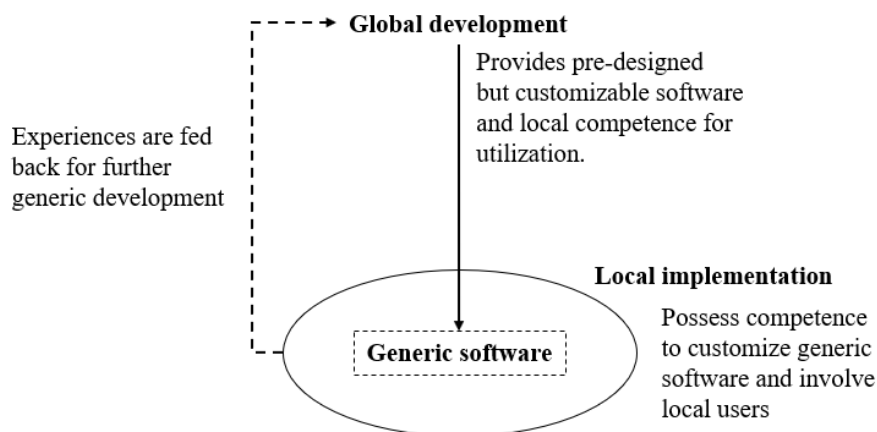 Global development
Provides pre-designed
but customizable software
and local competence for
utilization.
Experiences are fed
back for further
generic development
Local implementation
Possess competence
to customize generic
software and involve
local users
Generic software